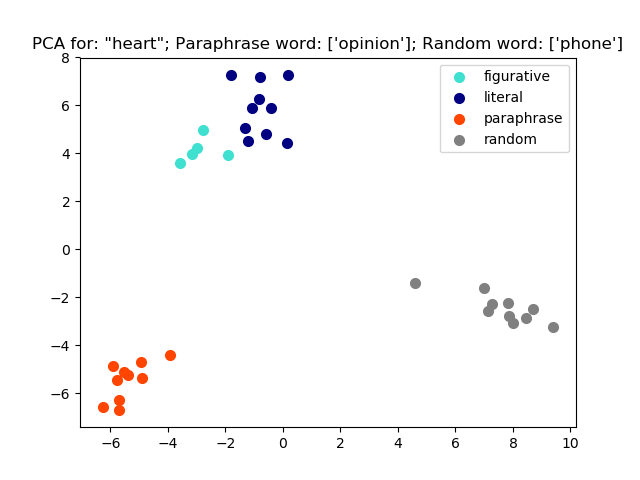 PCA for: "heart"; Paraphrase word: ['opinion']; Random word: ['phone']
8
6
4
2
0
−2
−4
−6
figurative
literal
paraphrase
random
−6 −4 −2 0 2 4 6 8 10